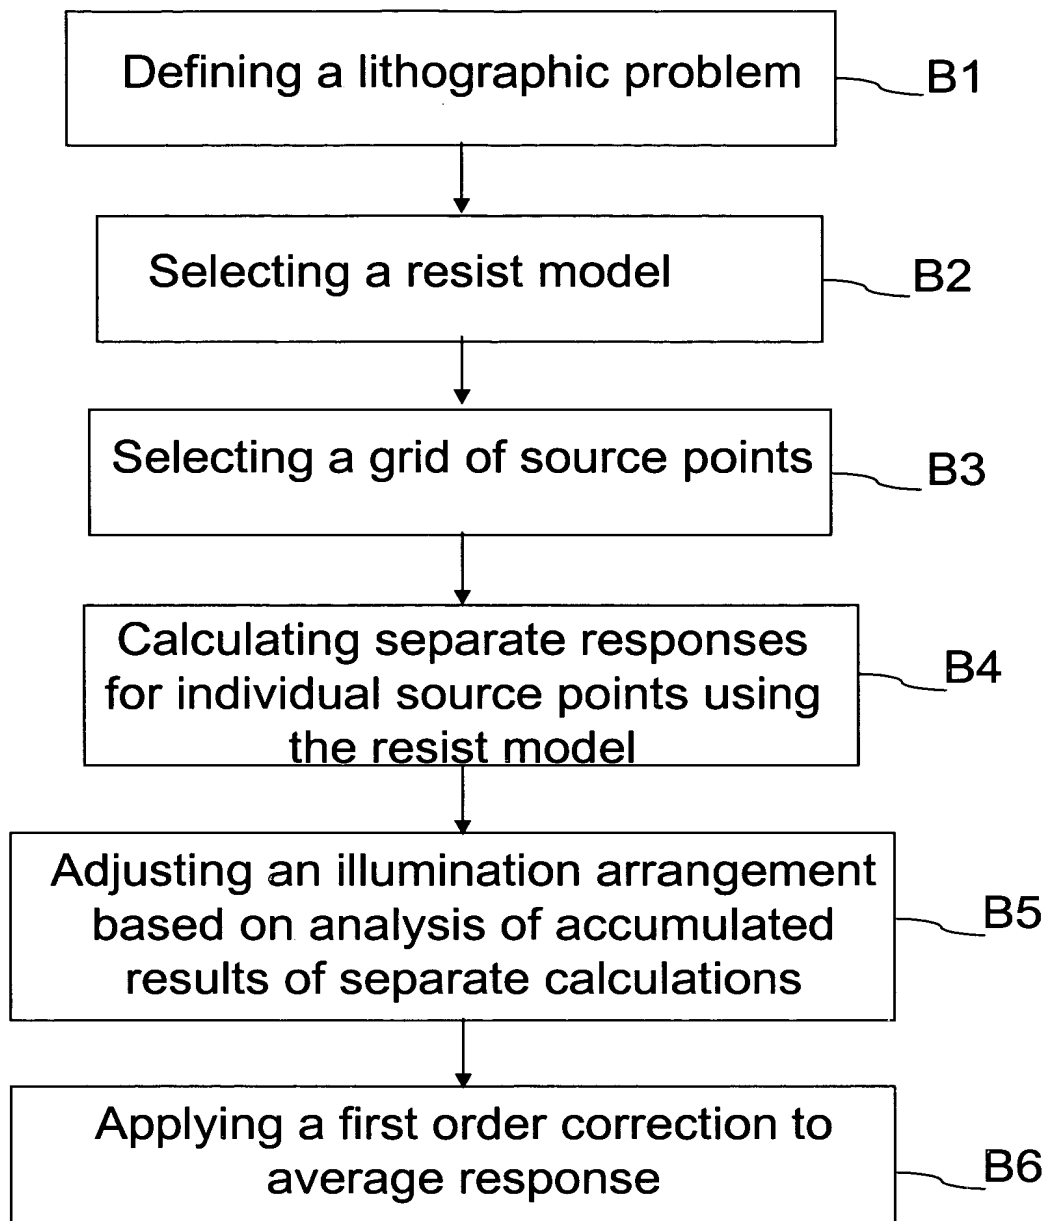 Defining a lithographic problem
B1
Selecting a resist model
B2
Selecting a grid of source points
B3
Calculating separate responses
for individual source points using
the resist model
B4
Adjusting an illumination arrangement
based on analysis of accumulated
results of separate calculations
B5
Applying a first order correction to
average response
B6